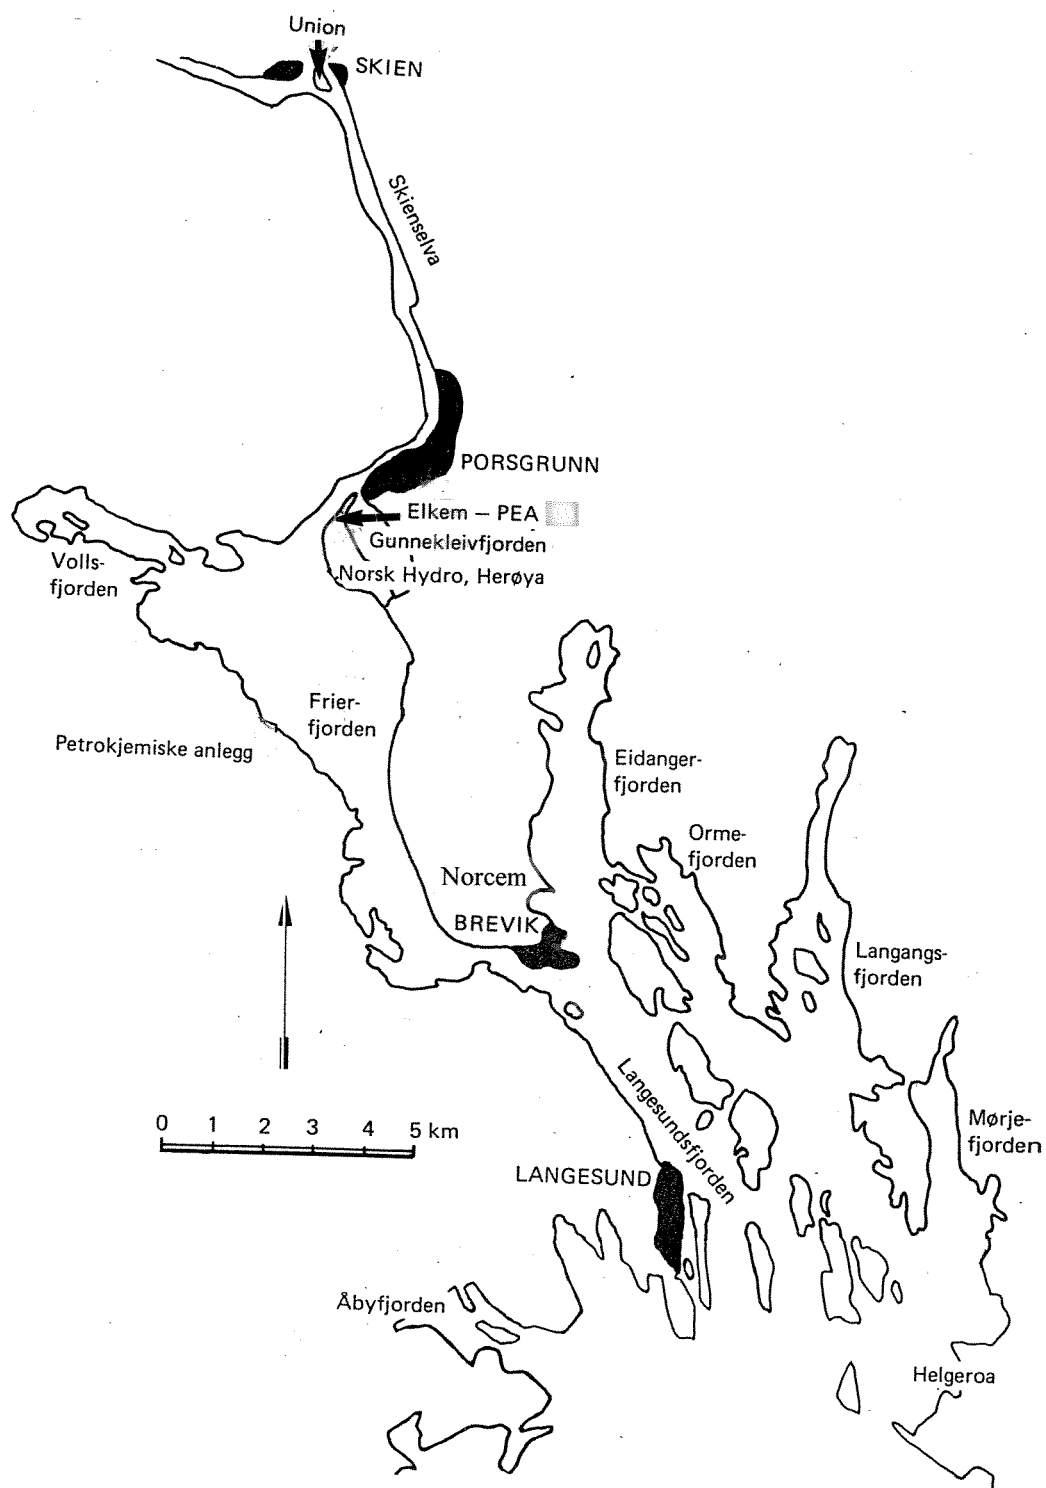 Union
SKIEN
Skienselva
PORSGRUNN
Elkem – PEA
Gunnekleivfjorden
Norsk Hydro, Herøya
Volls-
fjorden
Frier-
fjorden
Petrokjemiske anlegg
Eidanger-
fjorden
Orme-
fjorden
Norcem
BREVIK
Langangs-
fjorden
Langesundsfjorden
0 1 2 3 4 5 km
Mørje-
fjorden
LANGESUND
Åbyfjorden
Helgeroa